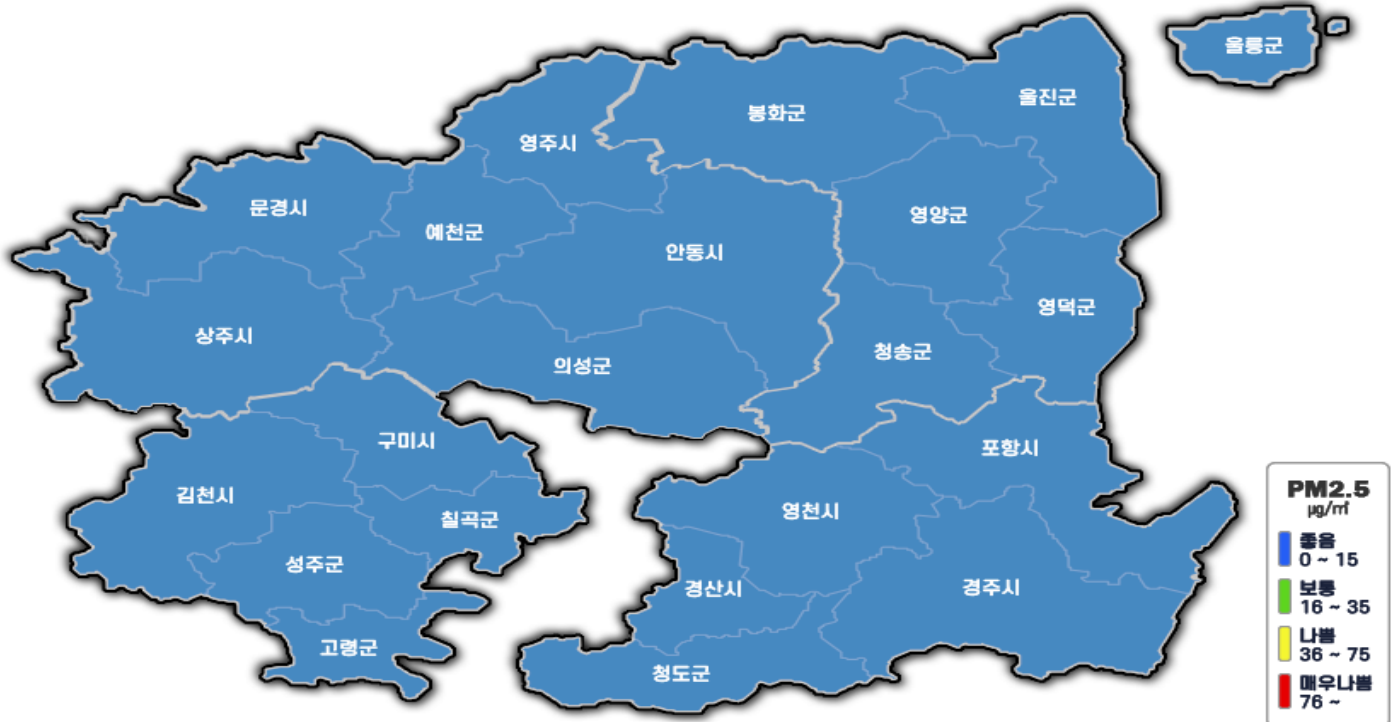 울릉군
울진군
봉화군
영주시
문경시
영양군
예천군
안동시
영덕군
상주시
청송군
의성군
구미시
포항시
김천시
영천시
칠곡군
성주군
경산시
경주시
고령군
청도군
PM2.5
㎍/㎥
좋음
0 ~ 15
보통
16 ~ 35
나쁨
36 ~ 75
매우나쁨
76 ~